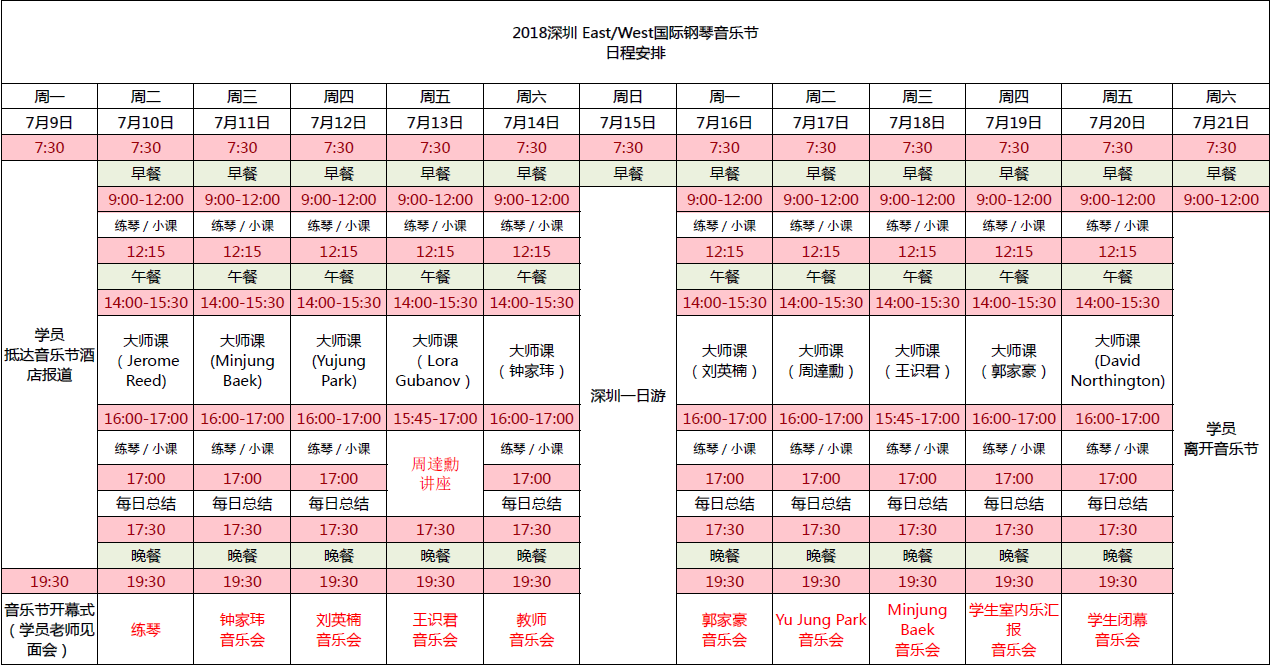 2018深圳 East/West国际钢琴音乐节
日程安排
周一 周二 周三 周四 周五 周六 周日 周一 周二 周三 周四 周五 周六
7月9日 7月10日 7月11日 7月12日 7月13日 7月14日 7月15日 7月16日 7月17日 7月18日 7月19日 7月20日 7月21日
7:30 7:30 7:30 7:30 7:30 7:30 7:30 7:30 7:30 7:30 7:30 7:30 7:30
早餐 早餐 早餐 早餐 早餐 早餐 早餐 早餐 早餐 早餐 早餐 早餐
9:00-12:00 9:00-12:00 9:00-12:00 9:00-12:00 9:00-12:00 9:00-12:00 9:00-12:00 9:00-12:00 9:00-12:00 9:00-12:00 9:00-12:00
练琴 / 小课 练琴 / 小课 练琴 / 小课 练琴 / 小课 练琴 / 小课 练琴 / 小课 练琴 / 小课 练琴 / 小课 练琴 / 小课 练琴 / 小课
12:15 12:15 12:15 12:15 12:15 12:15 12:15 12:15 12:15 12:15
午餐 午餐 午餐 午餐 午餐 午餐 午餐 午餐 午餐 午餐
14:00-15:30 14:00-15:30 14:00-15:30 14:00-15:30 14:00-15:30 14:00-15:30 14:00-15:30 14:00-15:30 14:00-15:30 14:00-15:30
学员
抵达音乐节酒
店报道
大师课
（Jerome
Reed)
大师课
(Minjung
Baek)
大师课
(Yujung
Park)
大师课
（Lora
Gubanov）
大师课
（钟家玮）
深圳一日游
大师课
（刘英楠）
大师课
（周達勳）
大师课
（王识君）
大师课
（郭家豪）
大师课
(David
Northington)
学员
离开音乐节
16:00-17:00 16:00-17:00 16:00-17:00 15:45-17:00 16:00-17:00 16:00-17:00 16:00-17:00 15:45-17:00 16:00-17:00 16:00-17:00
练琴 / 小课 练琴 / 小课 练琴 / 小课 练琴 / 小课 练琴 / 小课 练琴 / 小课 练琴 / 小课 练琴 / 小课 练琴 / 小课
周達勳
讲座
17:00 17:00 17:00 17:00 17:00 17:00 17:00 17:00 17:00
每日总结 每日总结 每日总结 每日总结 每日总结 每日总结 每日总结 每日总结 每日总结
17:30 17:30 17:30 17:30 17:30 17:30 17:30 17:30 17:30 17:30
晚餐 晚餐 晚餐 晚餐 晚餐 晚餐 晚餐 晚餐 晚餐 晚餐
19:30 19:30 19:30 19:30 19:30 19:30 19:30 19:30 19:30 19:30 19:30
音乐节开幕式
（学员老师见
面会）
练琴
钟家玮
音乐会
刘英楠
音乐会
王识君
音乐会
教师
音乐会
郭家豪
音乐会
Yu Jung Park
音乐会
Minjung
Baek
音乐会
学生室内乐汇
报
音乐会
学生闭幕
音乐会